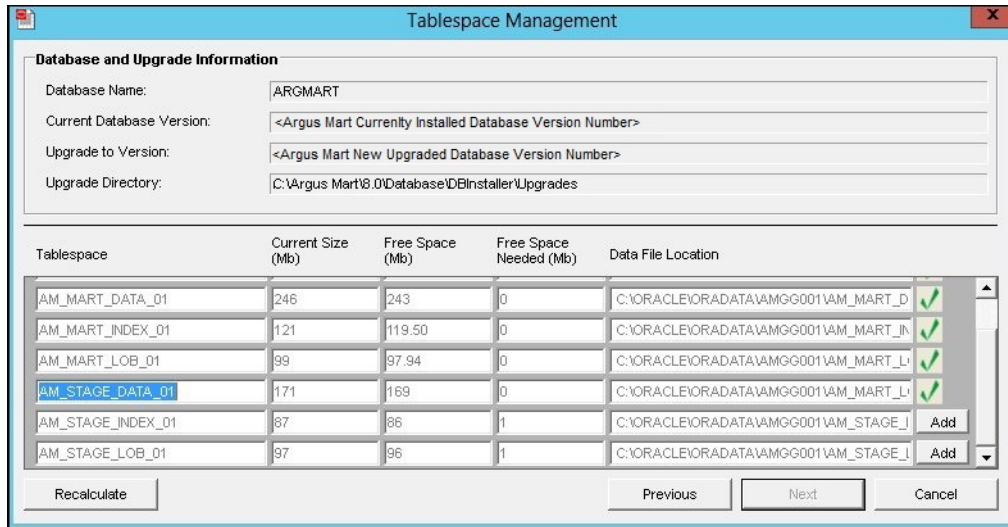 Tablespace Management
x
Database and Upgrade Information
Database Name: ARGMART
Current Database Version: <Argus Mart Currenlty Installed Database Version Number>
Upgrade to Version: <Argus Mart New Upgraded Database Version Number>
Upgrade Directory: C:\Argus Mart\8.0\Database\DBInstaller\Upgrades
Tablespace Current Size (Mb) Free Space (Mb) Free Space Needed (Mb) Data File Location
AM_MART_DATA_01 246 243 0 C:\ORACLE\ORADATA\AMGG001\AM_MART_D
AM_MART_INDEX_01 121 119.50 0 C:\ORACLE\ORADATA\AMGG001\AM_MART_IN
AM_MART_LOB_01 99 97.94 0 C:\ORACLE\ORADATA\AMGG001\AM_MART_L
AM_STAGE_DATA_01 171 169 0 C:\ORACLE\ORADATA\AMGG001\AM_MART_L
AM_STAGE_INDEX_01 87 86 1 C:\ORACLE\ORADATA\AMGG001\AM_STAGE_I Add
AM_STAGE_LOB_01 97 96 1 C:\ORACLE\ORADATA\AMGG001\AM_STAGE_L Add
Recalculate Previous Next Cancel